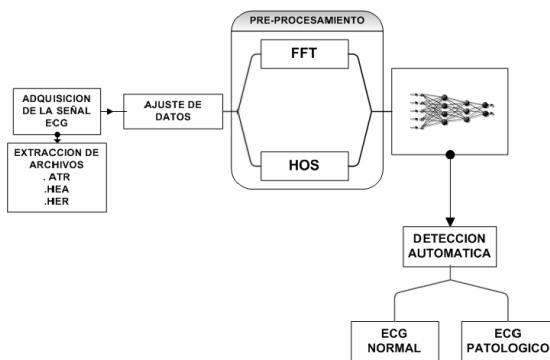 PRE-PROCESAMIENTO
FFT
HOS
ADQUISICION
DE LA SEÑAL
ECG
AJUSTE DE
DATOS
EXTRACCION DE
ARCHIVOS
. ATR
.HEA
.HER
DETECCION
AUTOMATICA
ECG
NORMAL
ECG
PATOLOGICO